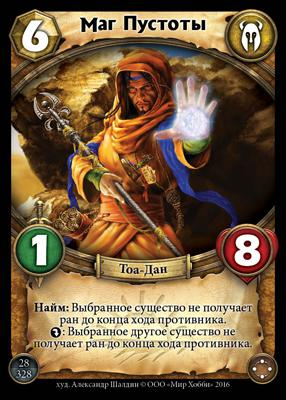 6
Маг Пустоты
1
8
Тоа-Дан
Найм: Выбранное существо не получает
ран до конца хода противника.
: Выбранное другое существо не
получает ран до конца хода противника.
28
328
худ. Александр Шалдин © ООО «Мир Хобби» 2016